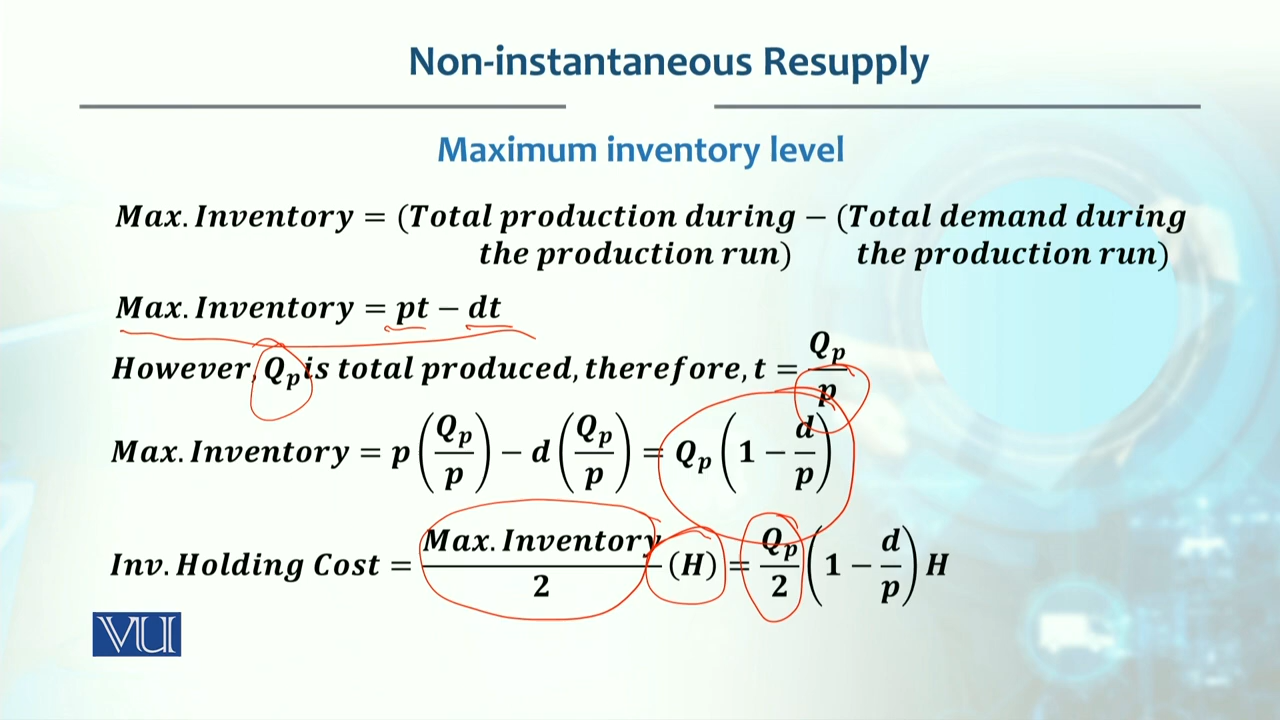 Non-instantaneous Resupply
Maximum inventory level
Max. Inventory = (Total production during − (Total demand during
the production run) the production run)
Max. Inventory = pt − dt
However, Qₚ is total produced, therefore, t = Qₚ/p
Max. Inventory = p(Qₚ/p) − d(Qₚ/p) = Qₚ(1 − d/p)
Inv. Holding Cost = Max. Inventory/2 (H) = Qₚ/2 (1 − d/p) H
VU